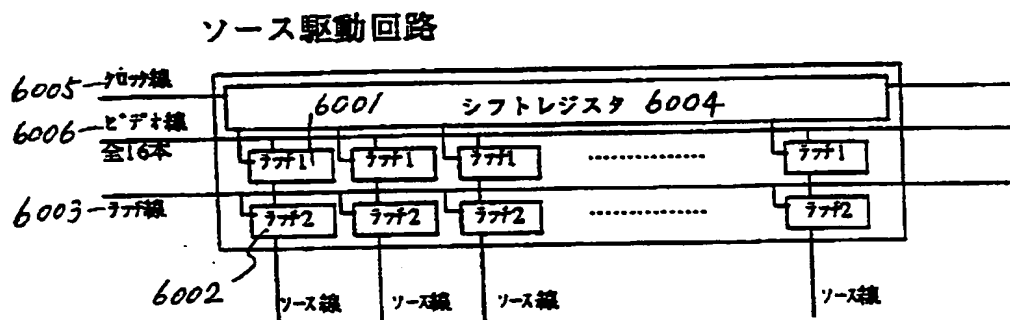 ソース駆動回路
6005 クロック線
6001 シフトレジスタ 6004
6006 ビデオ線
全16本
ラッチ1 ラッチ1 ラッチ1 ラッチ1
6003 ラッチ線
ラッチ2 ラッチ2 ラッチ2 ラッチ2
6002
ソース線 ソース線 ソース線 ソース線